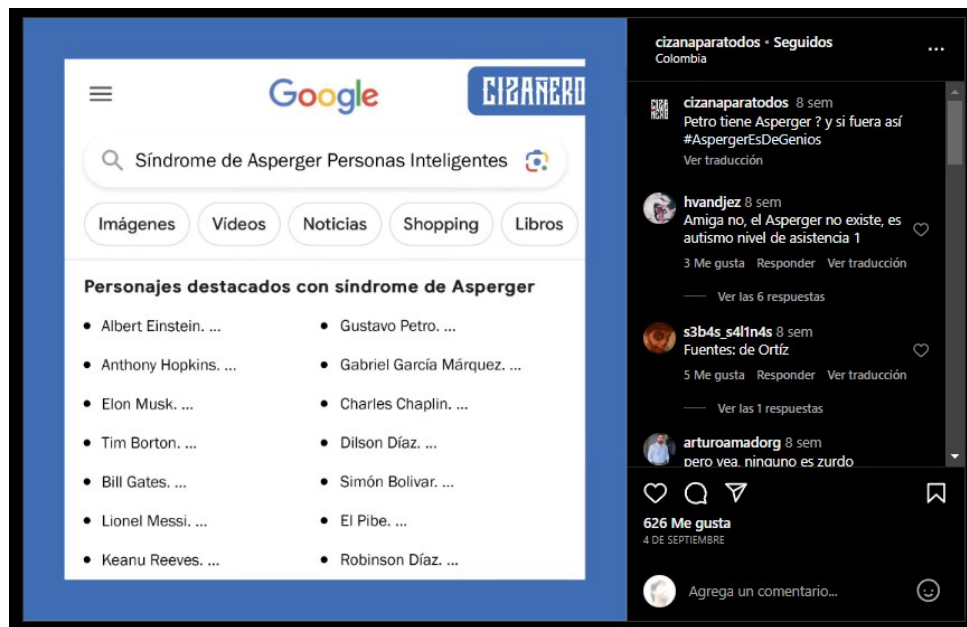 Google
CIZAÑERO
Síndrome de Asperger Personas Inteligentes
Imágenes
Vídeos
Noticias
Shopping
Libros
Personajes destacados con síndrome de Asperger
Albert Einstein. ...
Anthony Hopkins. ...
Elon Musk. ...
Tim Borton. ...
Bill Gates. ...
Lionel Messi. ...
Keanu Reeves. ...
Gustavo Petro. ...
Gabriel García Márquez. ...
Charles Chaplin. ...
Dilson Díaz. ...
Simón Bolivar. ...
El Pibe. ...
Robinson Díaz. ...
cizanaparatodos • Seguidos
Colombia
CIZA
ÑERO
cizanaparatodos 8 sem
Petro tiene Asperger ? y si fuera así
#AspergerEsDeGenios
Ver traducción
hvandjez 8 sem
Amiga no, el Asperger no existe, es
autismo nivel de asistencia 1
3 Me gusta Responder Ver traducción
Ver las 6 respuestas
s3b4s_s4l1n4s 8 sem
Fuentes: de Ortíz
5 Me gusta Responder Ver traducción
Ver las 1 respuestas
arturoamadorg 8 sem
pero vea, ninguno es zurdo
626 Me gusta
4 DE SEPTIEMBRE
Agrega un comentario...